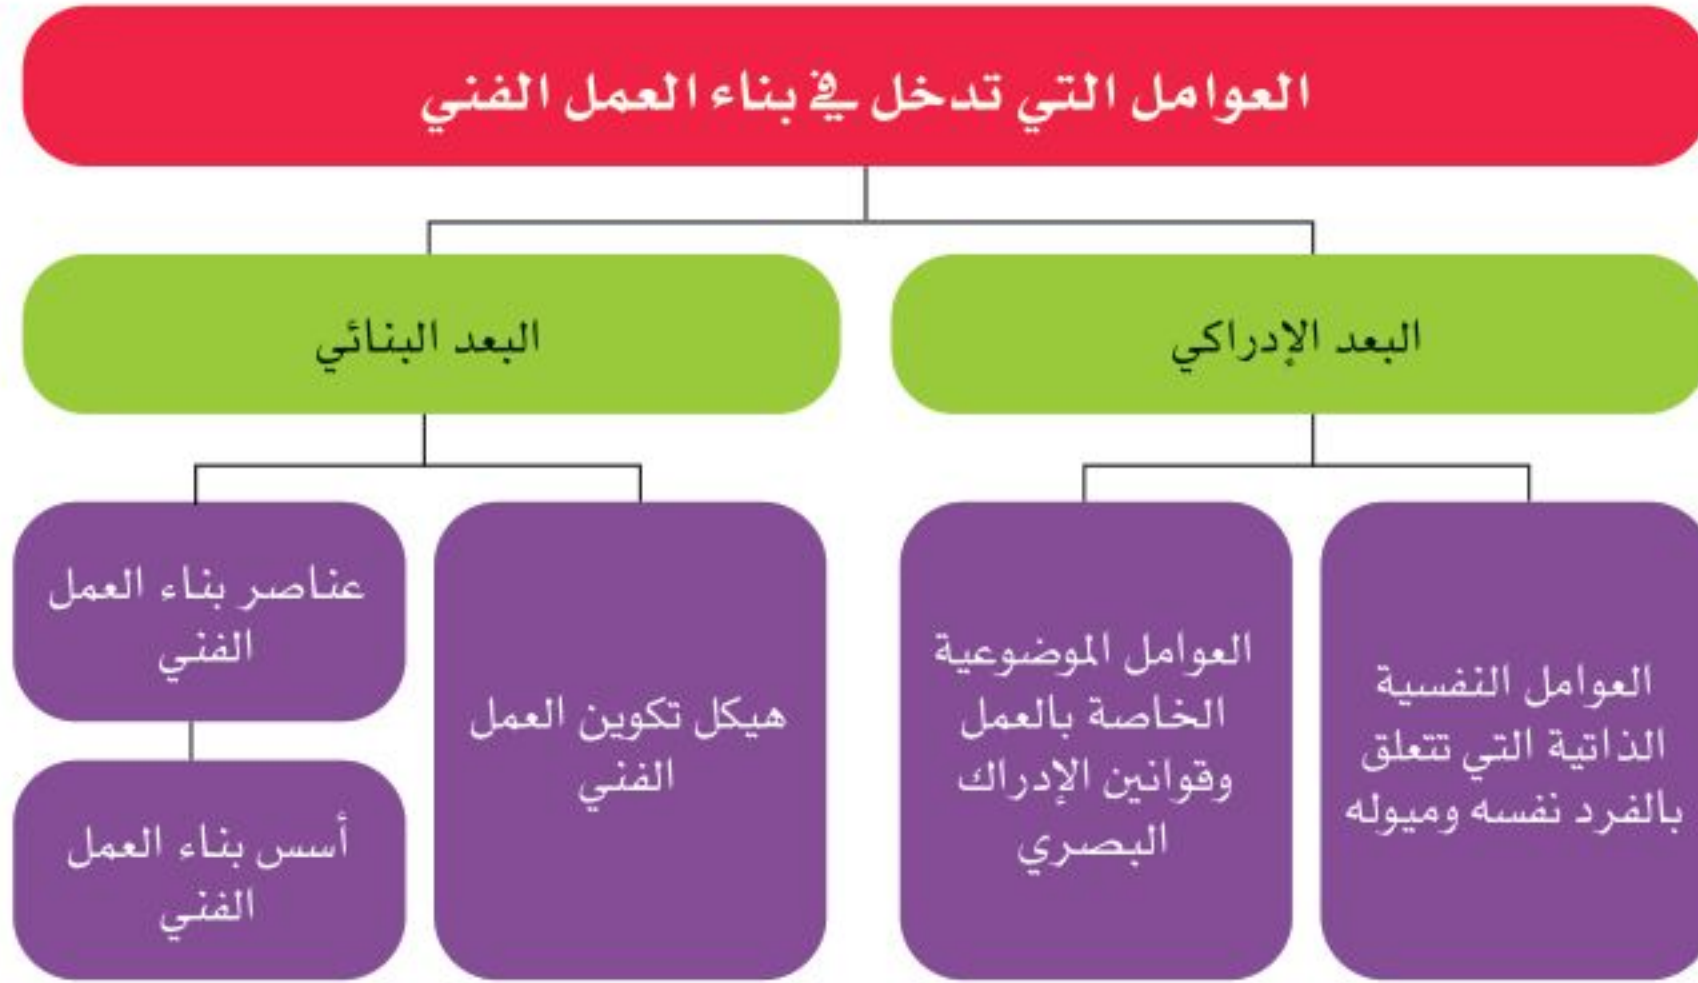 العوامل التي تدخل في بناء العمل الفني
البعد الإدراكي
البعد البنائي
العوامل النفسية
الذاتية التي تتعلق
بالفرد نفسه وميوله
العوامل الموضوعية
الخاصة بالعمل
وقوانين الإدراك
البصري
هيكل تكوين العمل
الفني
عناصر بناء العمل
الفني
أسس بناء العمل
الفني